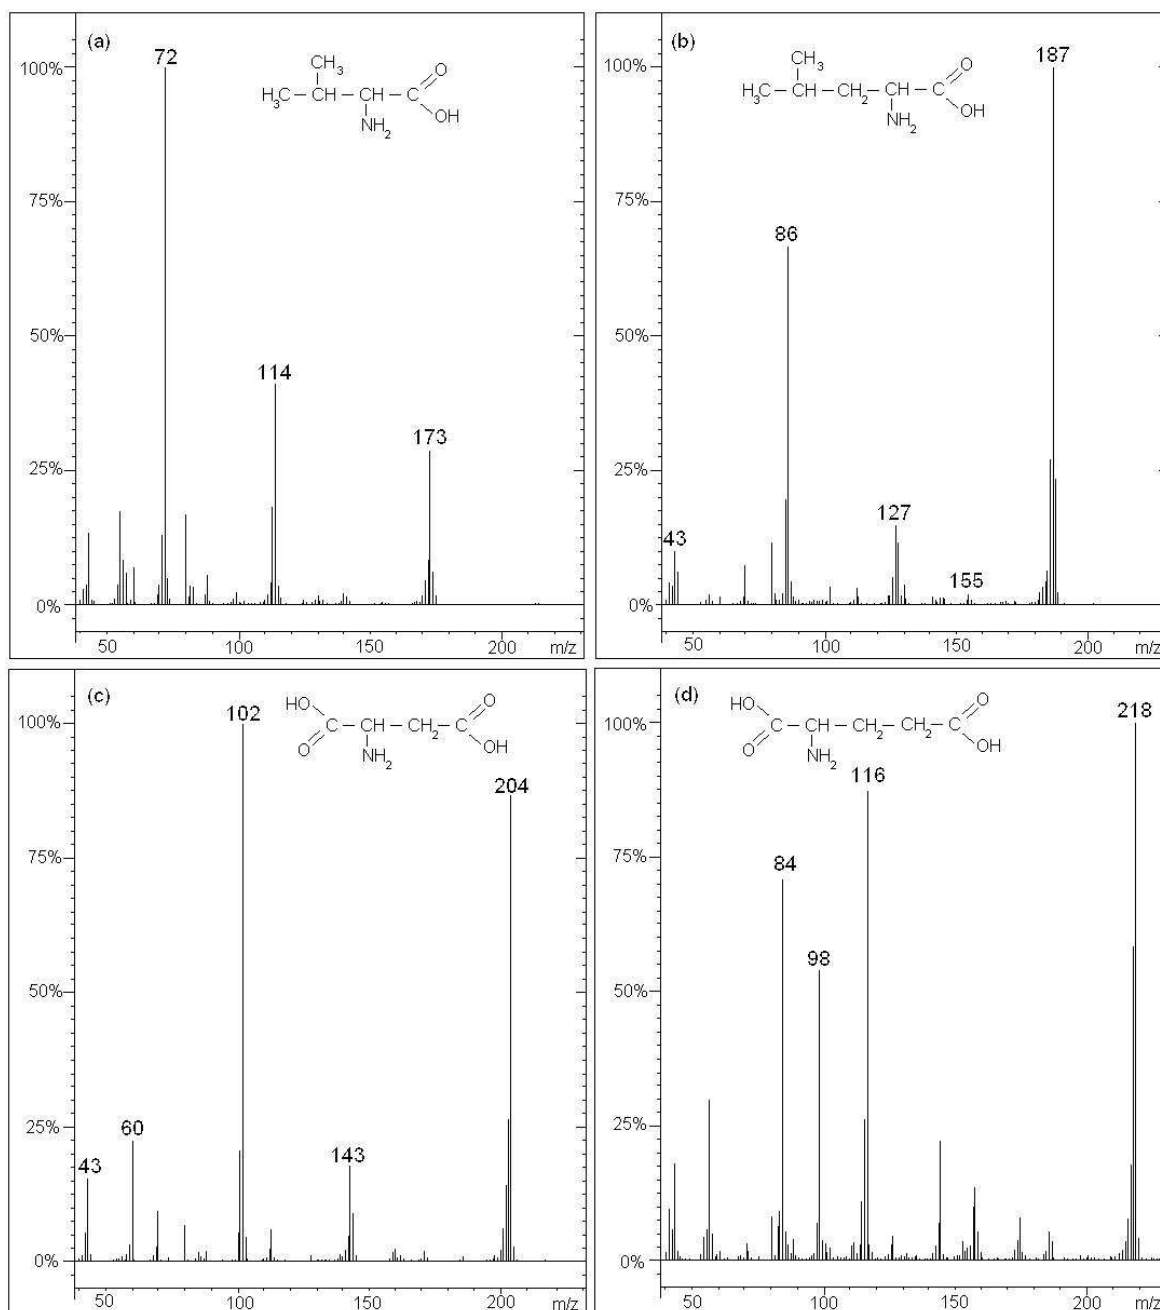 (a)
72
100%
75%
50%
25%
0%
114
173
CH3
H3C—CH—CH—C
O
OH
NH2
50 100 150 200 m/z
(b)
187
100%
75%
50%
25%
0%
86
43
127
155
CH3
H3C—CH—CH2—CH—C
O
OH
NH2
50 100 150 200 m/z
(c)
102
204
100%
75%
50%
25%
0%
43
60
143
HO
C—CH—CH2—C
O
O
OH
NH2
50 100 150 200 m/z
(d)
218
100%
75%
50%
25%
0%
116
84
98
HO
C—CH—CH2—CH2—C
O
O
OH
NH2
50 100 150 200 m/z